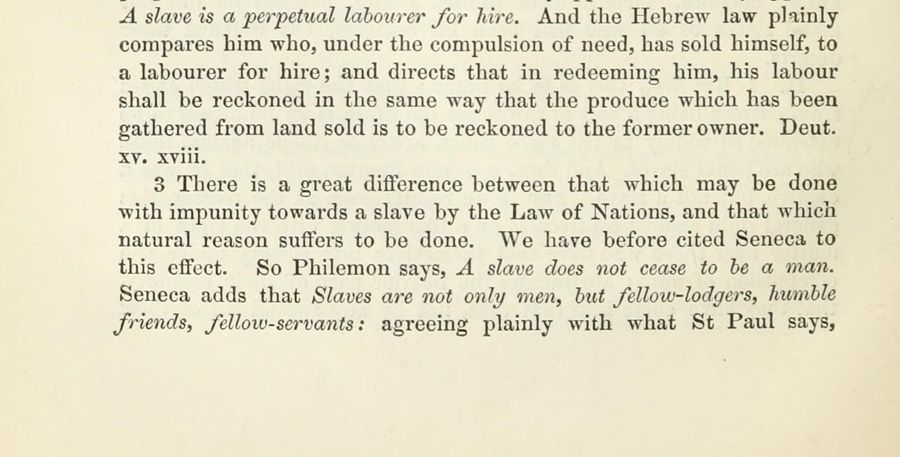 A slave is a perpetual labourer for hire. And the Hebrew law plainly
compares him who, under the compulsion of need, has sold himself, to
a labourer for hire; and directs that in redeeming him, his labour
shall be reckoned in the same way that the produce which has been
gathered from land sold is to be reckoned to the former owner. Deut.
xv. xviii.
3 There is a great difference between that which may be done
with impunity towards a slave by the Law of Nations, and that which
natural reason suffers to be done. We have before cited Seneca to
this effect. So Philemon says, A slave does not cease to be a man.
Seneca adds that Slaves are not only men, but fellow-lodgers, humble
friends, fellow-servants: agreeing plainly with what St Paul says,